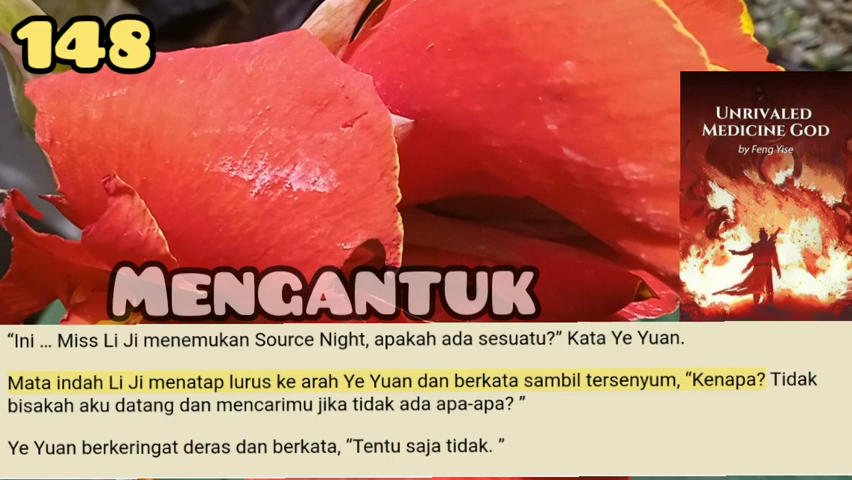 148
UNRIVALED
MEDICINE GOD
by Feng Yise
MENGANTUK
“Ini ... Miss Li Ji menemukan Source Night, apakah ada sesuatu?” Kata Ye Yuan.
Mata indah Li Ji menatap lurus ke arah Ye Yuan dan berkata sambil tersenyum, “Kenapa? Tidak
bisakah aku datang dan mencarimu jika tidak ada apa-apa? ”
Ye Yuan berkeringat deras dan berkata, “Tentu saja tidak. ”